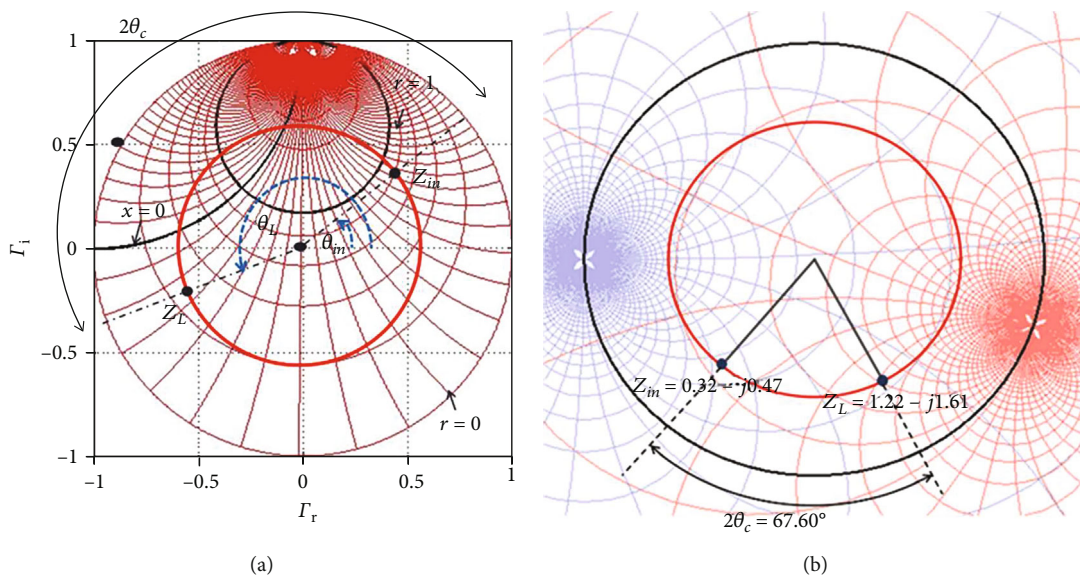 2θc
1
0.5
0
−0.5
−1
Γi
r = 1
Zin
x = 0
θL
θin
ZL
r = 0
−1
−0.5
0
0.5
1
Γr
(a)
Zin = 0.32 − j0.47
ZL = 1.22 − j1.61
2θc = 67.60°
(b)